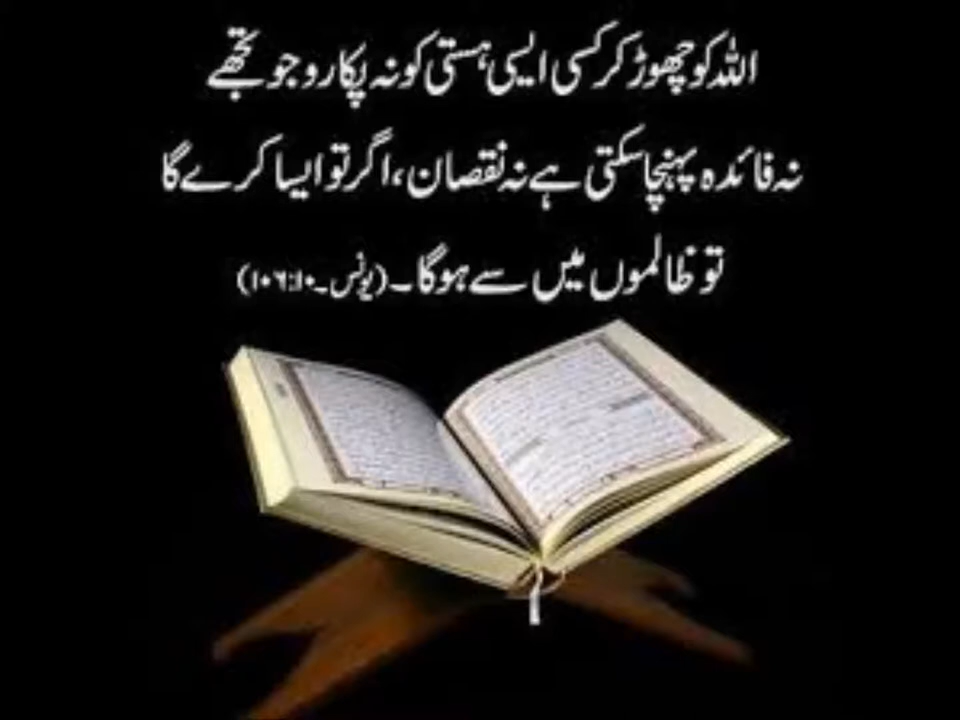 اللہ کو چھوڑ کر کسی ایسی ہستی کو نہ پکارو جو تجھے
نہ فائدہ پہنچا سکتی ہے نہ نقصان، اگر تو ایسا کرے گا
تو ظالموں میں سے ہوگا۔ (یونس۔۱۰:۱۰۶)